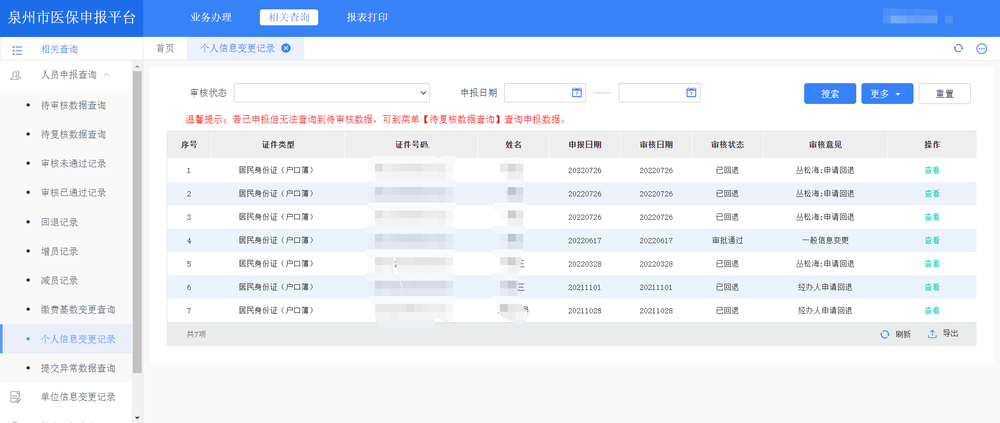 泉州市医保申报平台
业务办理 相关查询 报表打印
相关查询
首页 个人信息变更记录
人员申报查询
待审核数据查询
待复核数据查询
审核未通过记录
审核已通过记录
回退记录
增员记录
减员记录
缴费基数变更查询
个人信息变更记录
提交异常数据查询
单位信息变更记录
审核状态 申报日期 7 7 搜索 更多 重置
温馨提示：若已申报但无法查询到待审核数据，可到菜单【待复核数据查询】查询申报数据。
序号 证件类型 证件号码 姓名 申报日期 审核日期 审核状态 审核意见 操作
1 居民身份证（户口簿） 20220726 20220726 已回退 丛松海:申请回退 查看
2 居民身份证（户口簿） 20220726 20220726 已回退 丛松海:申请回退 查看
3 居民身份证（户口簿） 20220726 20220726 已回退 丛松海:申请回退 查看
4 居民身份证（户口簿） 20220617 20220617 审批通过 一般信息变更 查看
5 居民身份证（户口簿） 20220328 20220328 已回退 丛松海:申请回退 查看
6 居民身份证（户口簿） 20211101 20211101 已回退 经办人申请回退 查看
7 居民身份证（户口簿） 20211028 20211028 已回退 经办人申请回退 查看
共7项 刷新 导出